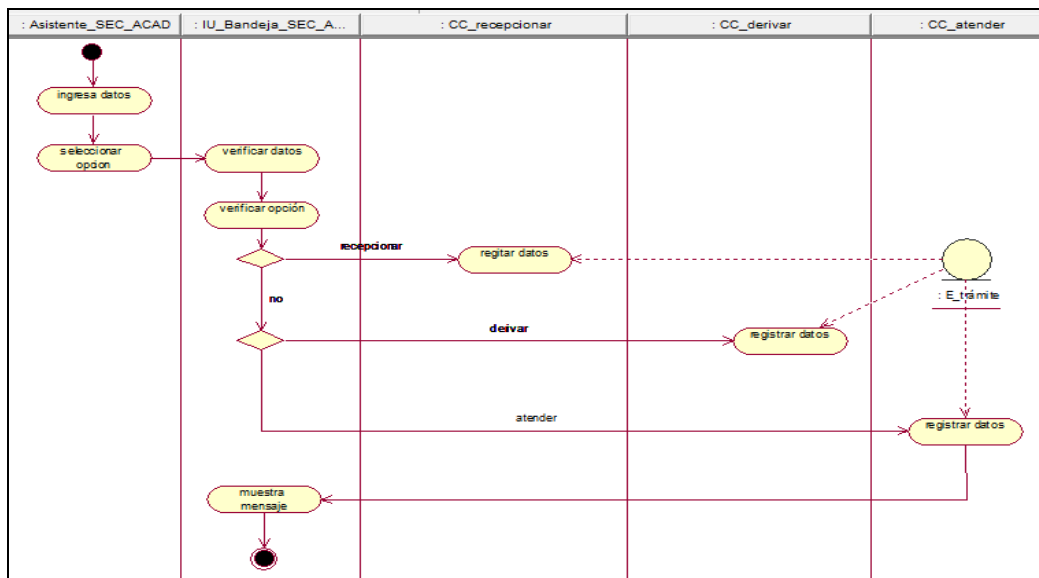 : Asistente_SEC_ACAD
: IU_Bandeja_SEC_A...
: CC_recepcionar
: CC_derivar
: CC_atender
ingresa datos
seleccionar
opcion
verificar datos
verificar opción
recepcionar
regitar datos
: E_trámite
no
derivar
registrar datos
atender
registrar datos
muestra
mensaje